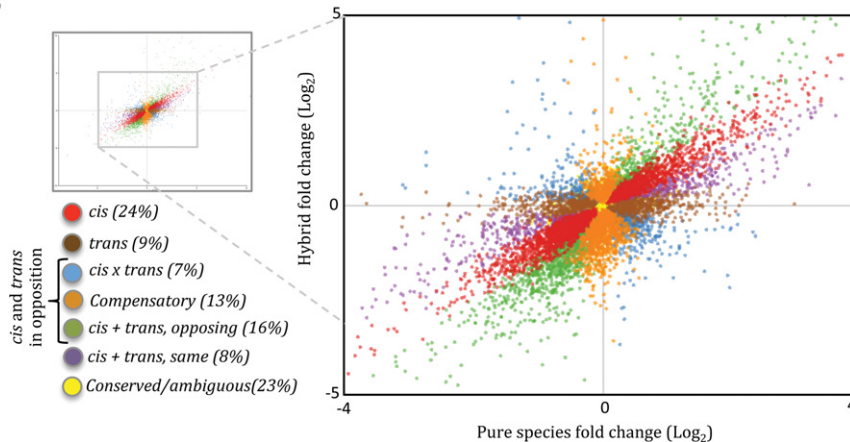 5
Hybrid fold change (Log2)
0
-5
-4
0
4
Pure species fold change (Log2)
cis (24%)
trans (9%)
cis x trans (7%)
Compensatory (13%)
cis + trans, opposing (16%)
cis and trans
in opposition
cis + trans, same (8%)
Conserved/ambiguous(23%)